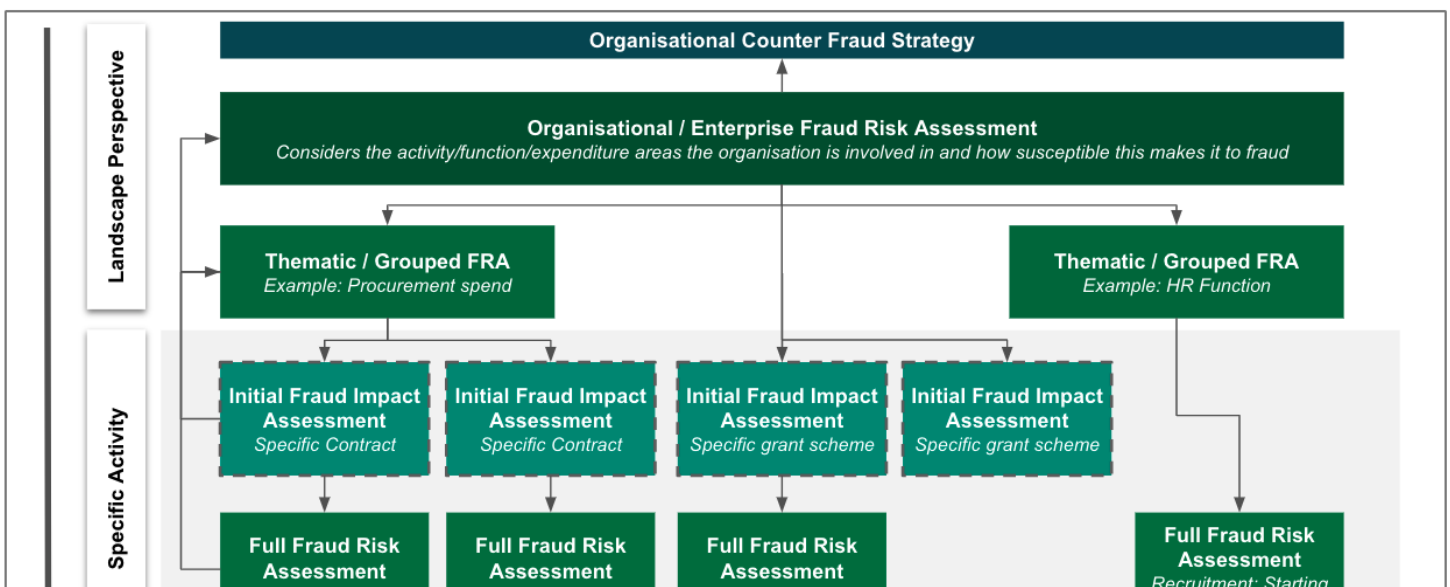 Organisational Counter Fraud Strategy
Landscape Perspective
Organisational / Enterprise Fraud Risk Assessment
Considers the activity/function/expenditure areas the organisation is involved in and how susceptible this makes it to fraud
Thematic / Grouped FRA
Example: Procurement spend
Thematic / Grouped FRA
Example: HR Function
Specific Activity
Initial Fraud Impact
Assessment
Specific Contract
Initial Fraud Impact
Assessment
Specific Contract
Initial Fraud Impact
Assessment
Specific grant scheme
Initial Fraud Impact
Assessment
Specific grant scheme
Full Fraud Risk
Assessment
Full Fraud Risk
Assessment
Full Fraud Risk
Assessment
Full Fraud Risk
Assessment
Recruitment: Starting